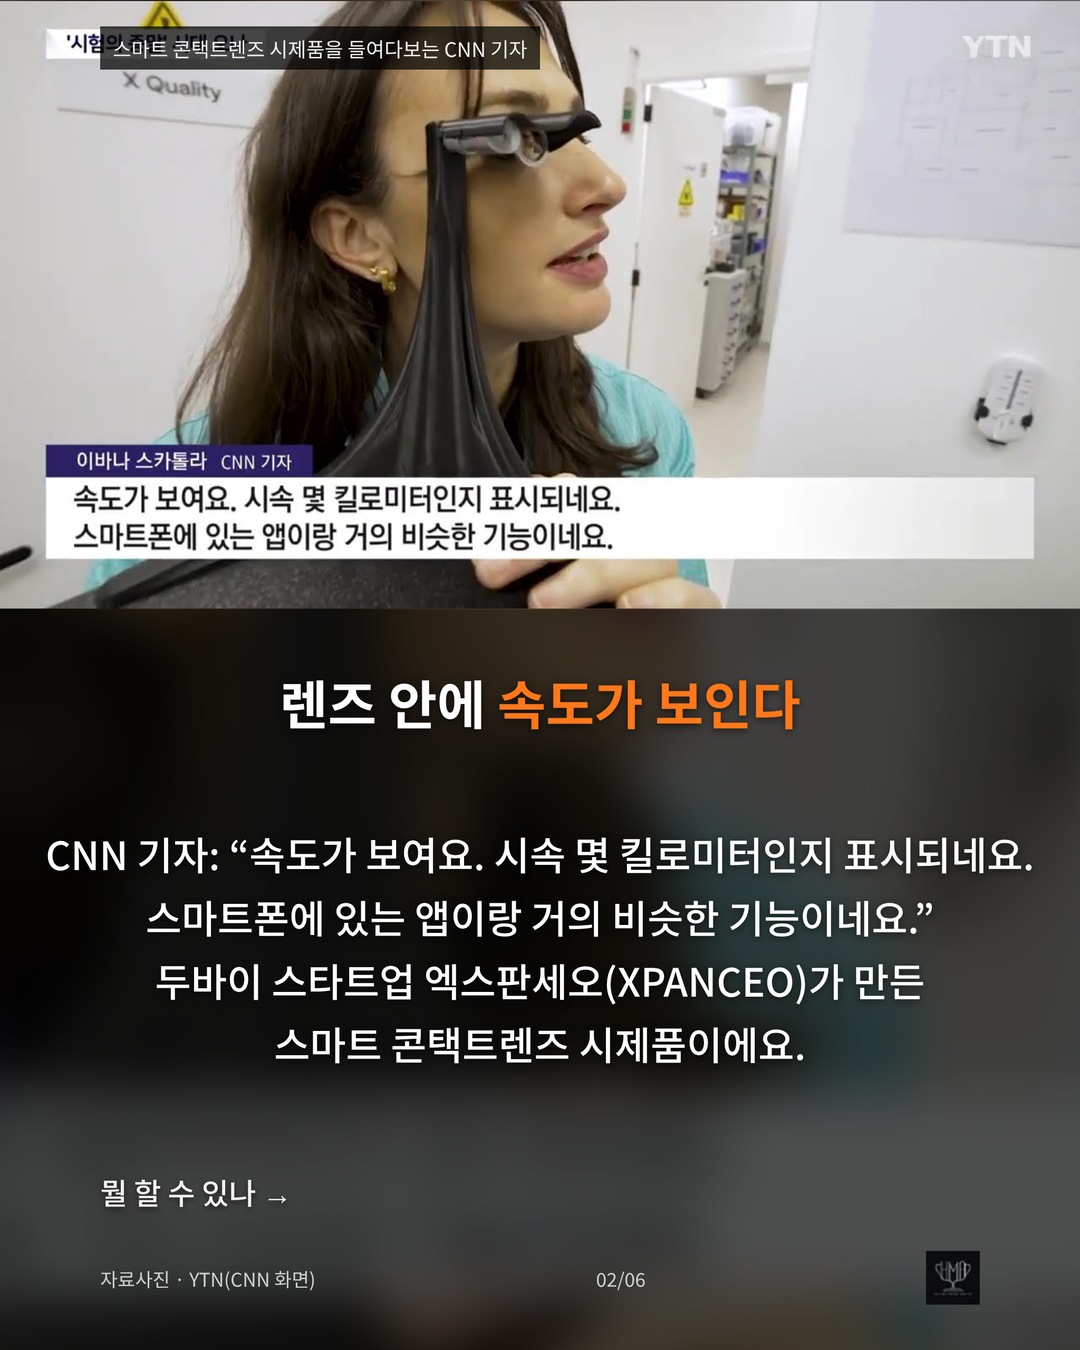 '시험의
스마트 콘택트렌즈 시제품을 들여다보는 CNN 기자
YTN
X Quality
이바나 스카톨라 CNN 기자
속도가 보여요. 시속 몇 킬로미터인지 표시되네요.
스마트폰에 있는 앱이랑 거의 비슷한 기능이네요.
렌즈 안에 속도가 보인다
CNN 기자: “속도가 보여요. 시속 몇 킬로미터인지 표시되네요.
스마트폰에 있는 앱이랑 거의 비슷한 기능이네요.”
두바이 스타트업 엑스판세오(XPANCEO)가 만든
스마트 콘택트렌즈 시제품이에요.
뭘 할 수 있나 →
자료사진 · YTN(CNN 화면)
02/06